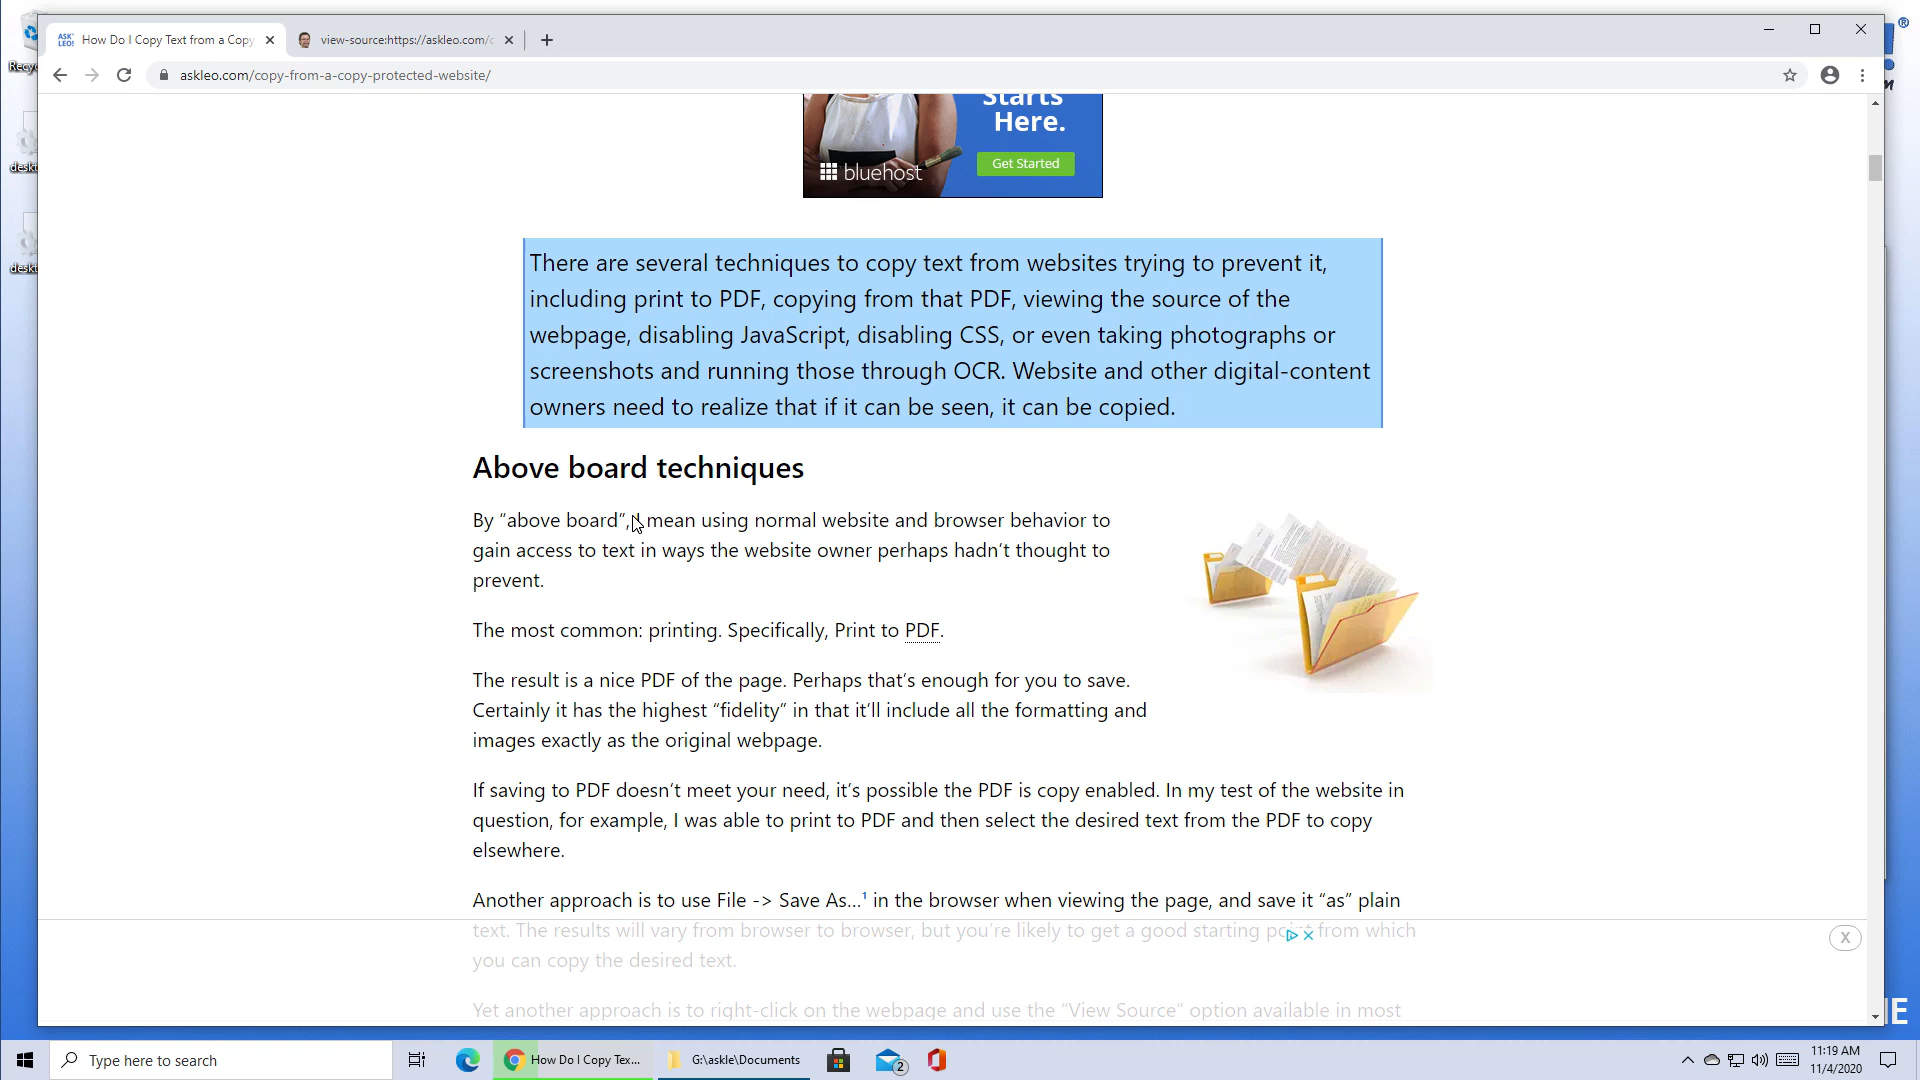 ASK LEO!
How Do I Copy Text from a Copy
view-source:https://askleo.com/c
askleo.com/copy-from-a-copy-protected-website/
Starts
Here.
Get Started
bluehost
There are several techniques to copy text from websites trying to prevent it,
including print to PDF, copying from that PDF, viewing the source of the
webpage, disabling JavaScript, disabling CSS, or even taking photographs or
screenshots and running those through OCR. Website and other digital-content
owners need to realize that if it can be seen, it can be copied.
Above board techniques
By “above board”, I mean using normal website and browser behavior to
gain access to text in ways the website owner perhaps hadn’t thought to
prevent.
The most common: printing. Specifically, Print to PDF.
The result is a nice PDF of the page. Perhaps that’s enough for you to save.
Certainly it has the highest “fidelity” in that it’ll include all the formatting and
images exactly as the original webpage.
If saving to PDF doesn’t meet your need, it’s possible the PDF is copy enabled. In my test of the website in
question, for example, I was able to print to PDF and then select the desired text from the PDF to copy
elsewhere.
Another approach is to use File -> Save As...¹ in the browser when viewing the page, and save it “as” plain
text. The results will vary from browser to browser, but you’re likely to get a good starting point from which
you can copy the desired text.
X
Yet another approach is to right-click on the webpage and use the “View Source” option available in most
Recyc
deskt
deskt
Type here to search
How Do I Copy Tex...
G:\askle\Documents
2
11:19 AM
11/4/2020